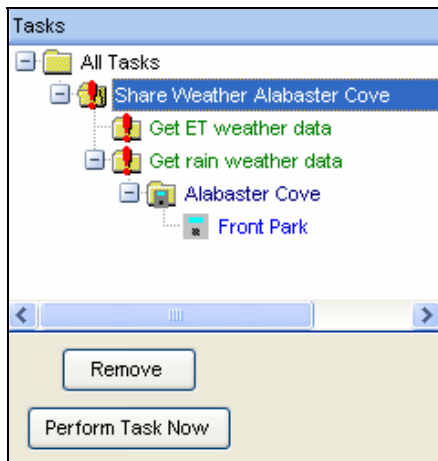 Tasks
All Tasks
Share Weather Alabaster Cove
Get ET weather data
Get rain weather data
Alabaster Cove
Front Park
Remove
Perform Task Now